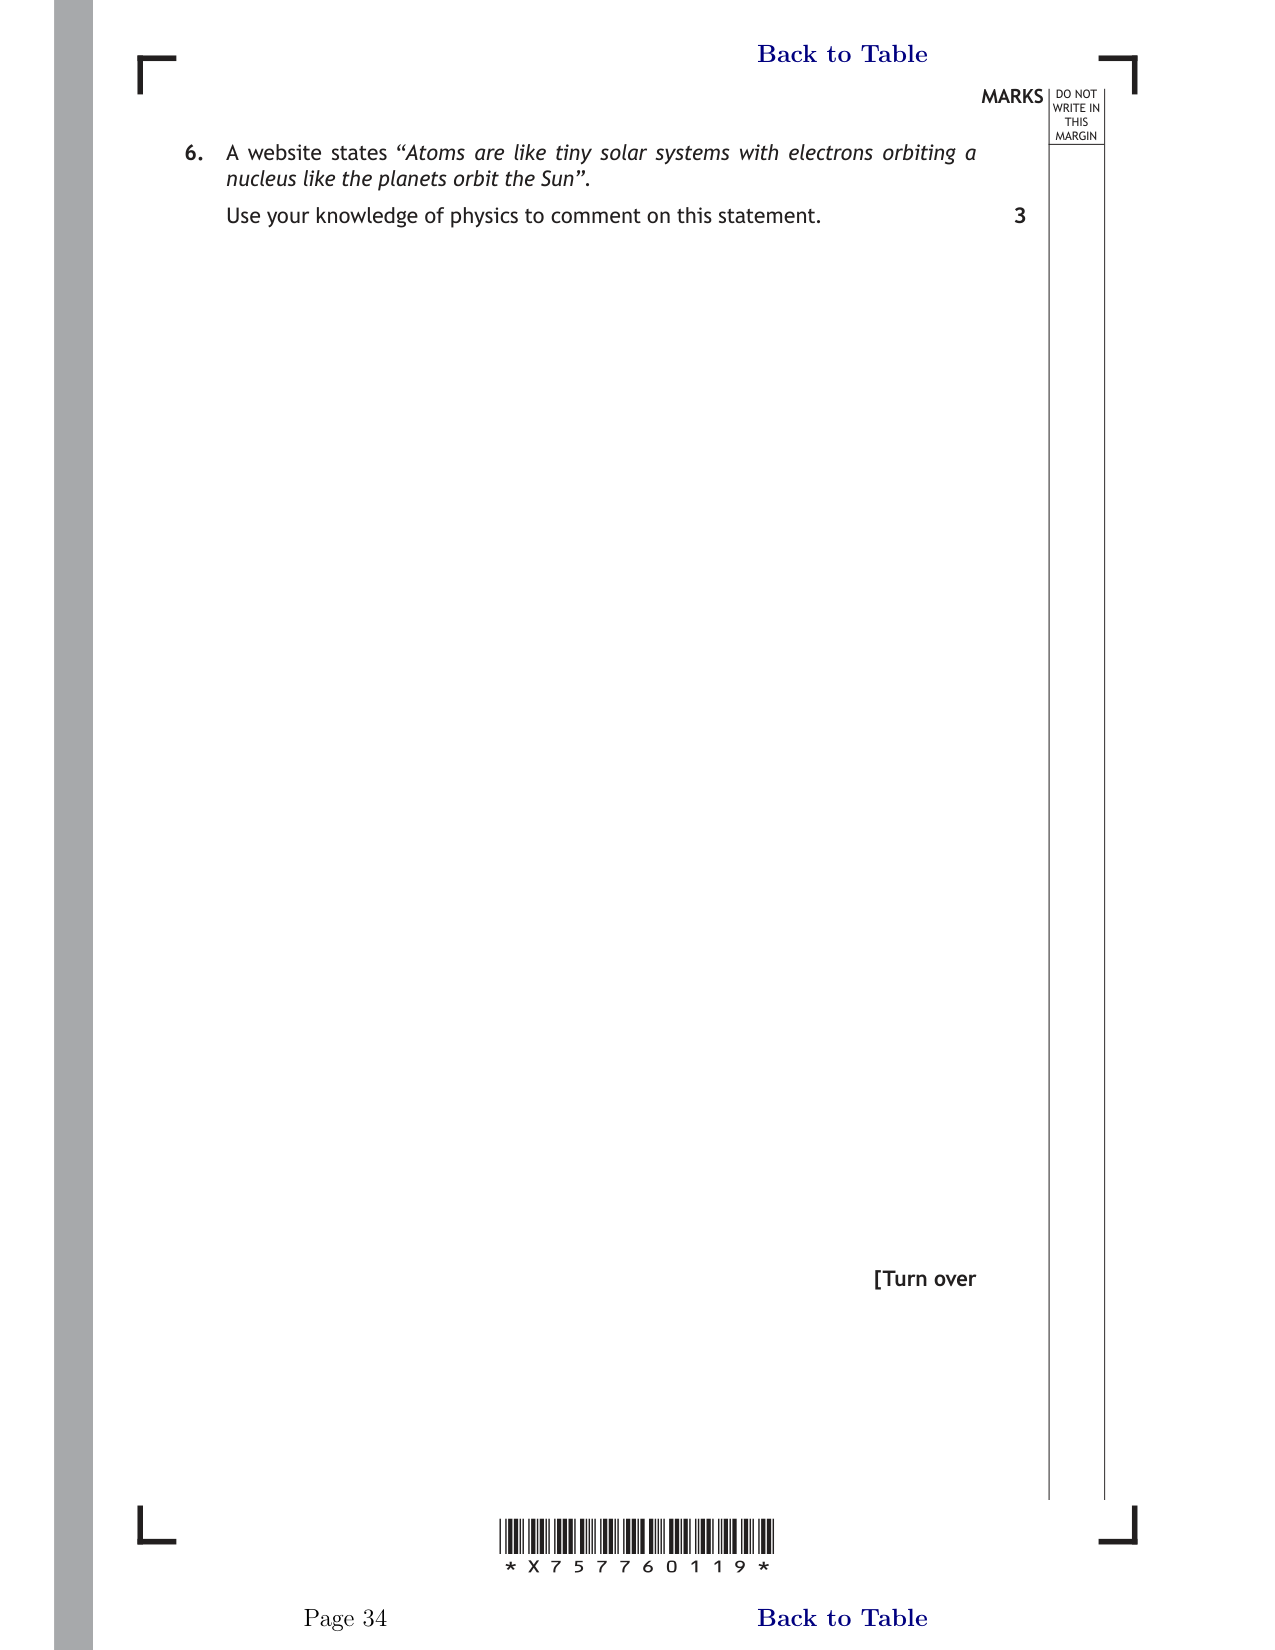 Back to Table
MARKS
DO NOT
WRITE IN
THIS
MARGIN
6. A website states “Atoms are like tiny solar systems with electrons orbiting a
nucleus like the planets orbit the Sun”.
Use your knowledge of physics to comment on this statement. 3
[Turn over
*X757760119*
Page 34
Back to Table